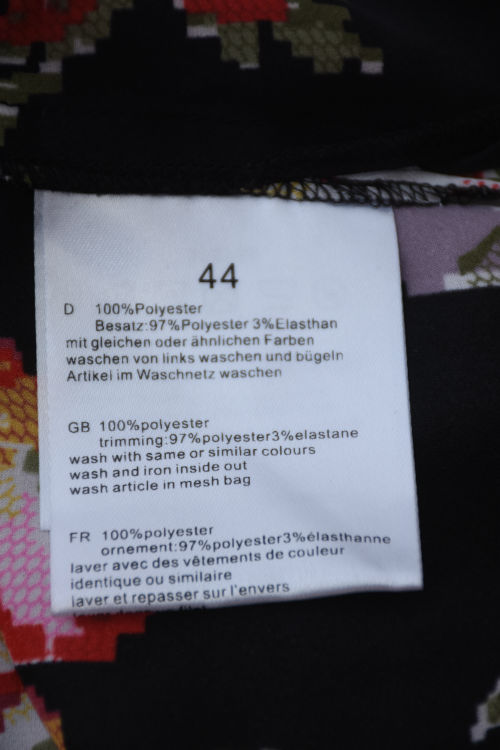 44
D 100%Polyester
Besatz:97%Polyester 3%Elasthan
mit gleichen oder ähnlichen Farben
waschen von links waschen und bügeln
Artikel im Waschnetz waschen
GB 100%polyester
trimming:97%polyester3%elastane
wash with same or similar colours
wash and iron inside out
wash article in mesh bag
FR 100%polyester
ornement:97%polyester3%élasthanne
laver avec des vêtements de couleur
identique ou similaire
laver et repasser sur l'envers